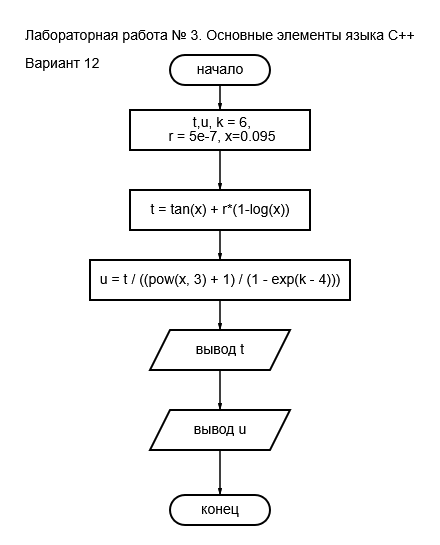 Лабораторная работа № 3. Основные элементы языка C++
Вариант 12
начало
t,u, k = 6,
r = 5e-7, x=0.095
t = tan(x) + r*(1-log(x))
u = t / ((pow(x, 3) + 1) / (1 - exp(k - 4)))
вывод t
вывод u
конец